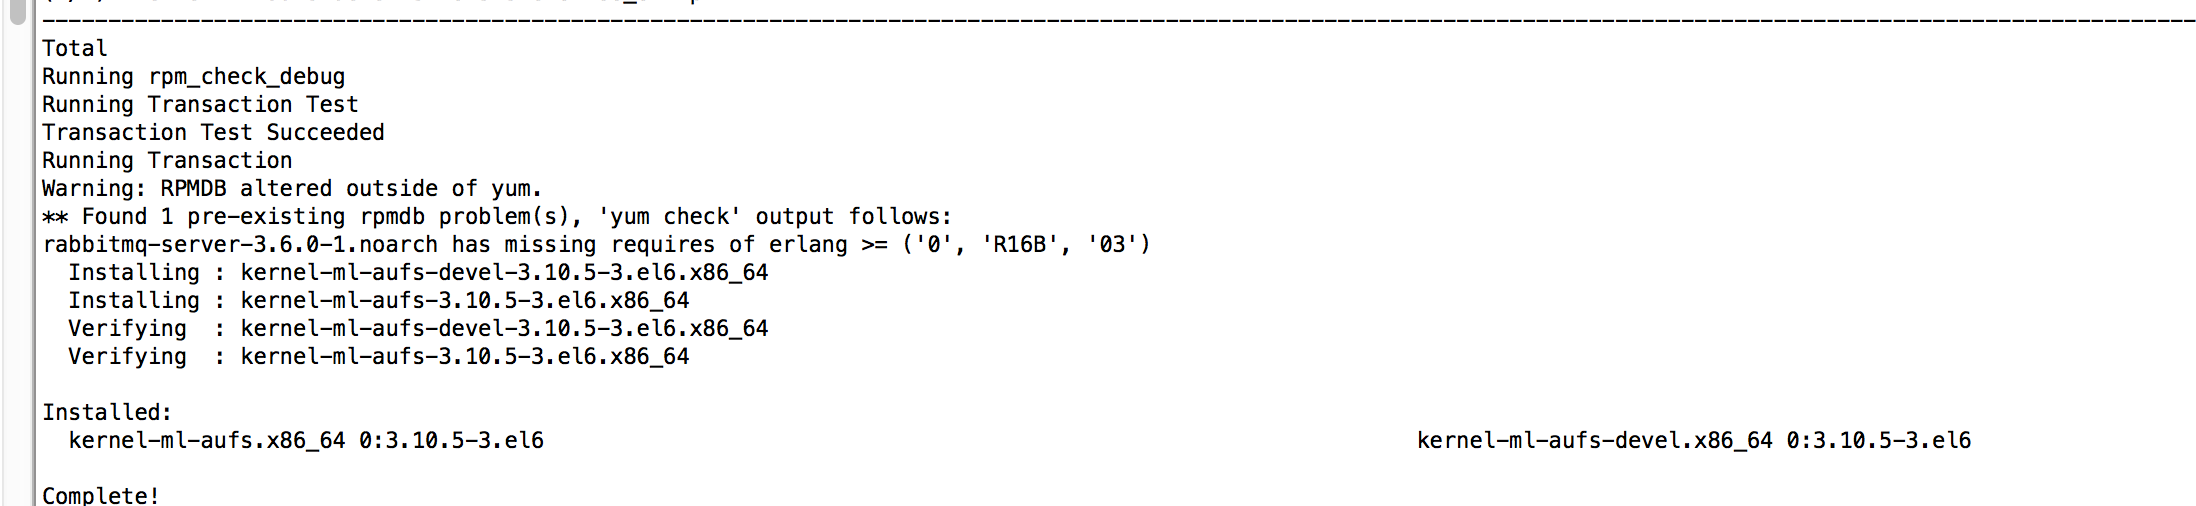 Total
Running rpm_check_debug
Running Transaction Test
Transaction Test Succeeded
Running Transaction
Warning: RPMDB altered outside of yum.
** Found 1 pre-existing rpmdb problem(s), 'yum check' output follows:
rabbitmq-server-3.6.0-1.noarch has missing requires of erlang >= ('0', 'R16B', '03')
  Installing : kernel-ml-aufs-devel-3.10.5-3.el6.x86_64
  Installing : kernel-ml-aufs-3.10.5-3.el6.x86_64
  Verifying  : kernel-ml-aufs-devel-3.10.5-3.el6.x86_64
  Verifying  : kernel-ml-aufs-3.10.5-3.el6.x86_64
Installed:
  kernel-ml-aufs.x86_64 0:3.10.5-3.el6 kernel-ml-aufs-devel.x86_64 0:3.10.5-3.el6
Complete!